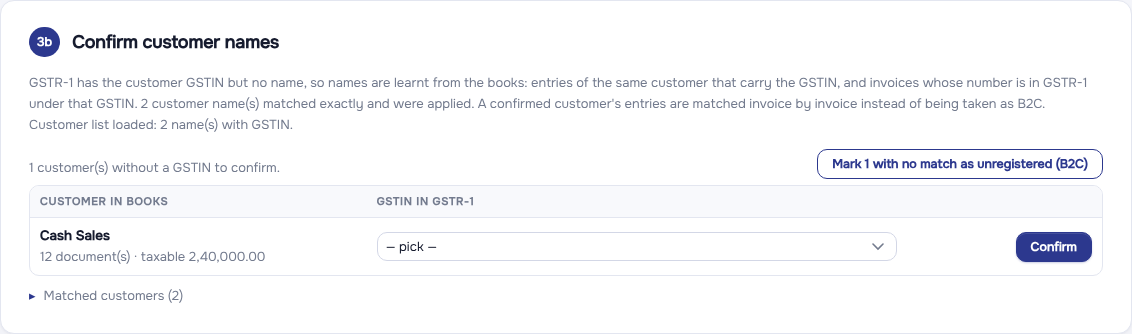 3b Confirm customer names
GSTR-1 has the customer GSTIN but no name, so names are learnt from the books: entries of the same customer that carry the GSTIN, and invoices whose number is in GSTR-1
under that GSTIN. 2 customer name(s) matched exactly and were applied. A confirmed customer's entries are matched invoice by invoice instead of being taken as B2C.
Customer list loaded: 2 name(s) with GSTIN.
1 customer(s) without a GSTIN to confirm.
Mark 1 with no match as unregistered (B2C)
CUSTOMER IN BOOKS GSTIN IN GSTR-1
Cash Sales
12 document(s) · taxable 2,40,000.00
— pick —
Confirm
▸ Matched customers (2)